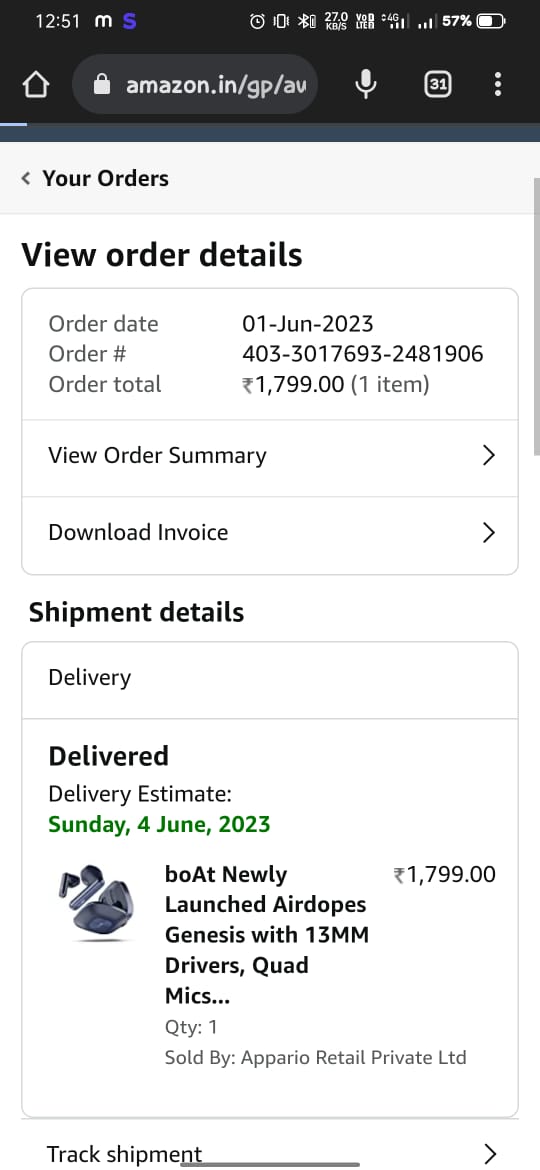 12:51 m S 27.0 KB/S 4G 57%
amazon.in/gp/av 31
Your Orders
View order details
Order date 01-Jun-2023
Order # 403-3017693-2481906
Order total ₹1,799.00 (1 item)
View Order Summary
Download Invoice
Shipment details
Delivery
Delivered
Delivery Estimate:
Sunday, 4 June, 2023
boAt Newly ₹1,799.00
Launched Airdopes
Genesis with 13MM
Drivers, Quad
Mics...
Qty: 1
Sold By: Appario Retail Private Ltd
Track shipment